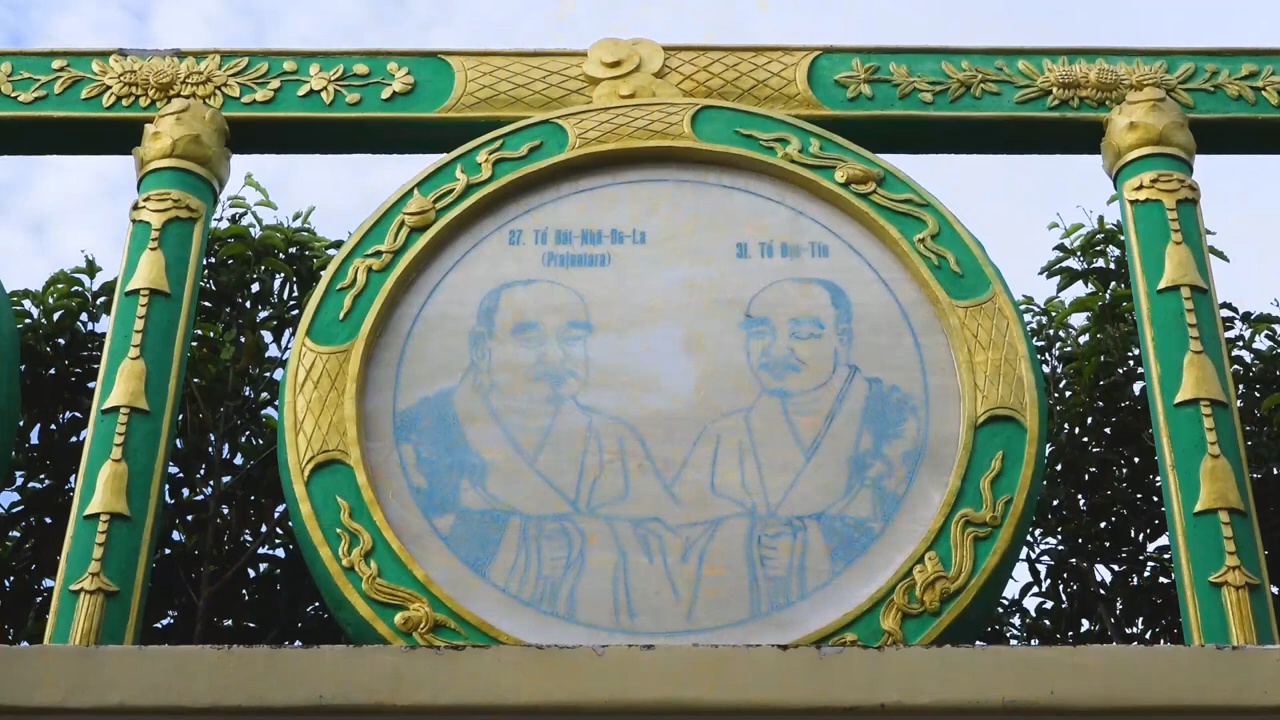 27. Tổ Bát-Nhã-Đa-La
(Prajnatara)
31. Tổ Đạo-Tín